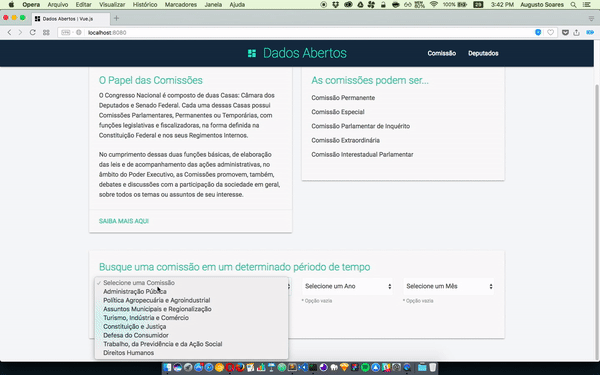 Opera Arquivo Editar Visualizar Histórico Marcadores Janela Ajuda
100% 3:42 PM Augusto Soares
Dados Abertos | Vue.js
localhost:8080
Dados Abertos
Comissão Deputados
O Papel das Comissões
O Congresso Nacional é composto de duas Casas: Câmara dos
Deputados e Senado Federal. Cada uma dessas Casas possui
Comissões Parlamentares, Permanentes ou Temporárias, com
funções legislativas e fiscalizadoras, na forma definida na
Constituição Federal e nos seus Regimentos Internos.
No cumprimento dessas duas funções básicas, de elaboração
das leis e de acompanhamento das ações administrativas, no
âmbito do Poder Executivo, as Comissões promovem, também,
debates e discussões com a participação da sociedade em geral,
sobre todos os temas ou assuntos de seu interesse.
SAIBA MAIS AQUI
As comissões podem ser...
Comissão Permanente
Comissão Especial
Comissão Parlamentar de Inquérito
Comissão Extraordinária
Comissão Interestadual Parlamentar
Busque uma comissão em um determinado período de tempo
✓ Selecione uma Comissão
Administração Pública
Política Agropecuária e Agroindustrial
Assuntos Municipais e Regionalização
Turismo, Indústria e Comércio
Constituição e Justiça
Defesa do Consumidor
Trabalho, da Previdência e da Ação Social
Direitos Humanos
Selecione um Ano
* Opção vazia
Selecione um Mês
* Opção vazia